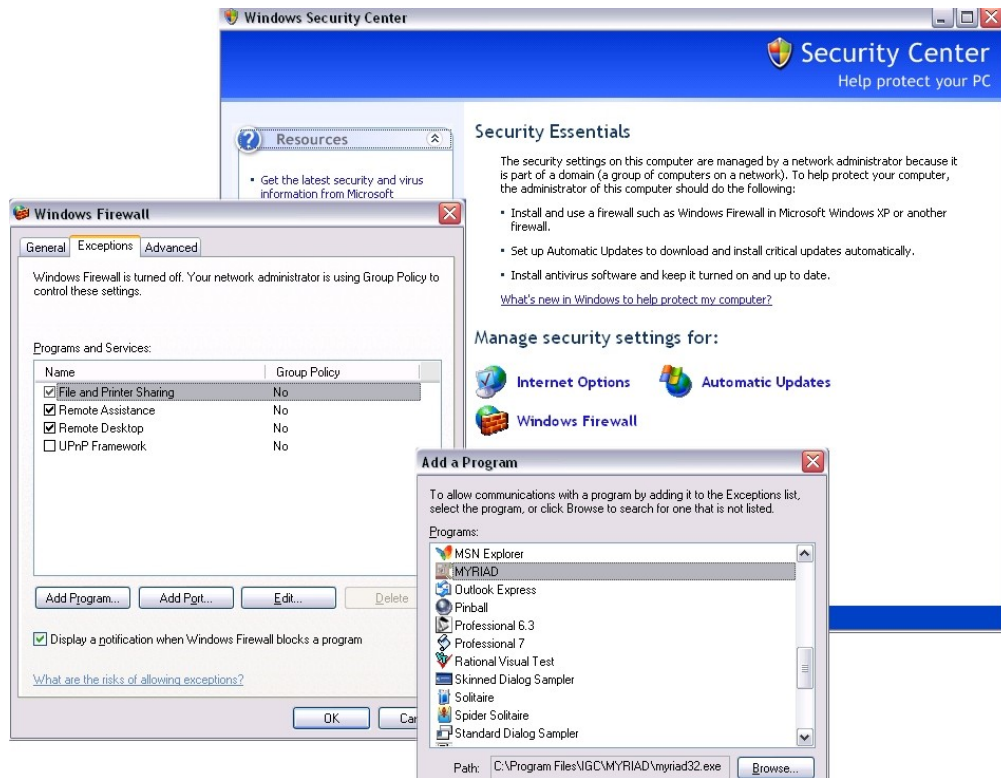 Windows Security Center
Security Center
Help protect your PC
Resources
Get the latest security and virus
information from Microsoft
Security Essentials
The security settings on this computer are managed by a network administrator because it
is part of a domain (a group of computers on a network). To help protect your computer,
the administrator of this computer should do the following:
Install and use a firewall such as Windows Firewall in Microsoft Windows XP or another
firewall.
Set up Automatic Updates to download and install critical updates automatically.
Install antivirus software and keep it turned on and up to date.
What's new in Windows to help protect my computer?
Manage security settings for:
Internet Options
Automatic Updates
Windows Firewall
Windows Firewall
General Exceptions Advanced
Windows Firewall is turned off. Your network administrator is using Group Policy to
control these settings.
Programs and Services:
Name Group Policy
File and Printer Sharing No
Remote Assistance No
Remote Desktop No
UPnP Framework No
Add Program... Add Port... Edit... Delete
Display a notification when Windows Firewall blocks a program
What are the risks of allowing exceptions?
OK
Add a Program
To allow communications with a program by adding it to the Exceptions list,
select the program, or click Browse to search for one that is not listed.
Programs:
MSN Explorer
MYRIAD
Outlook Express
Pinball
Professional 6.3
Professional 7
Rational Visual Test
Skinned Dialog Sampler
Solitaire
Spider Solitaire
Standard Dialog Sampler
Path: C:\Program Files\IGC\MYRIAD\myriad32.exe Browse...